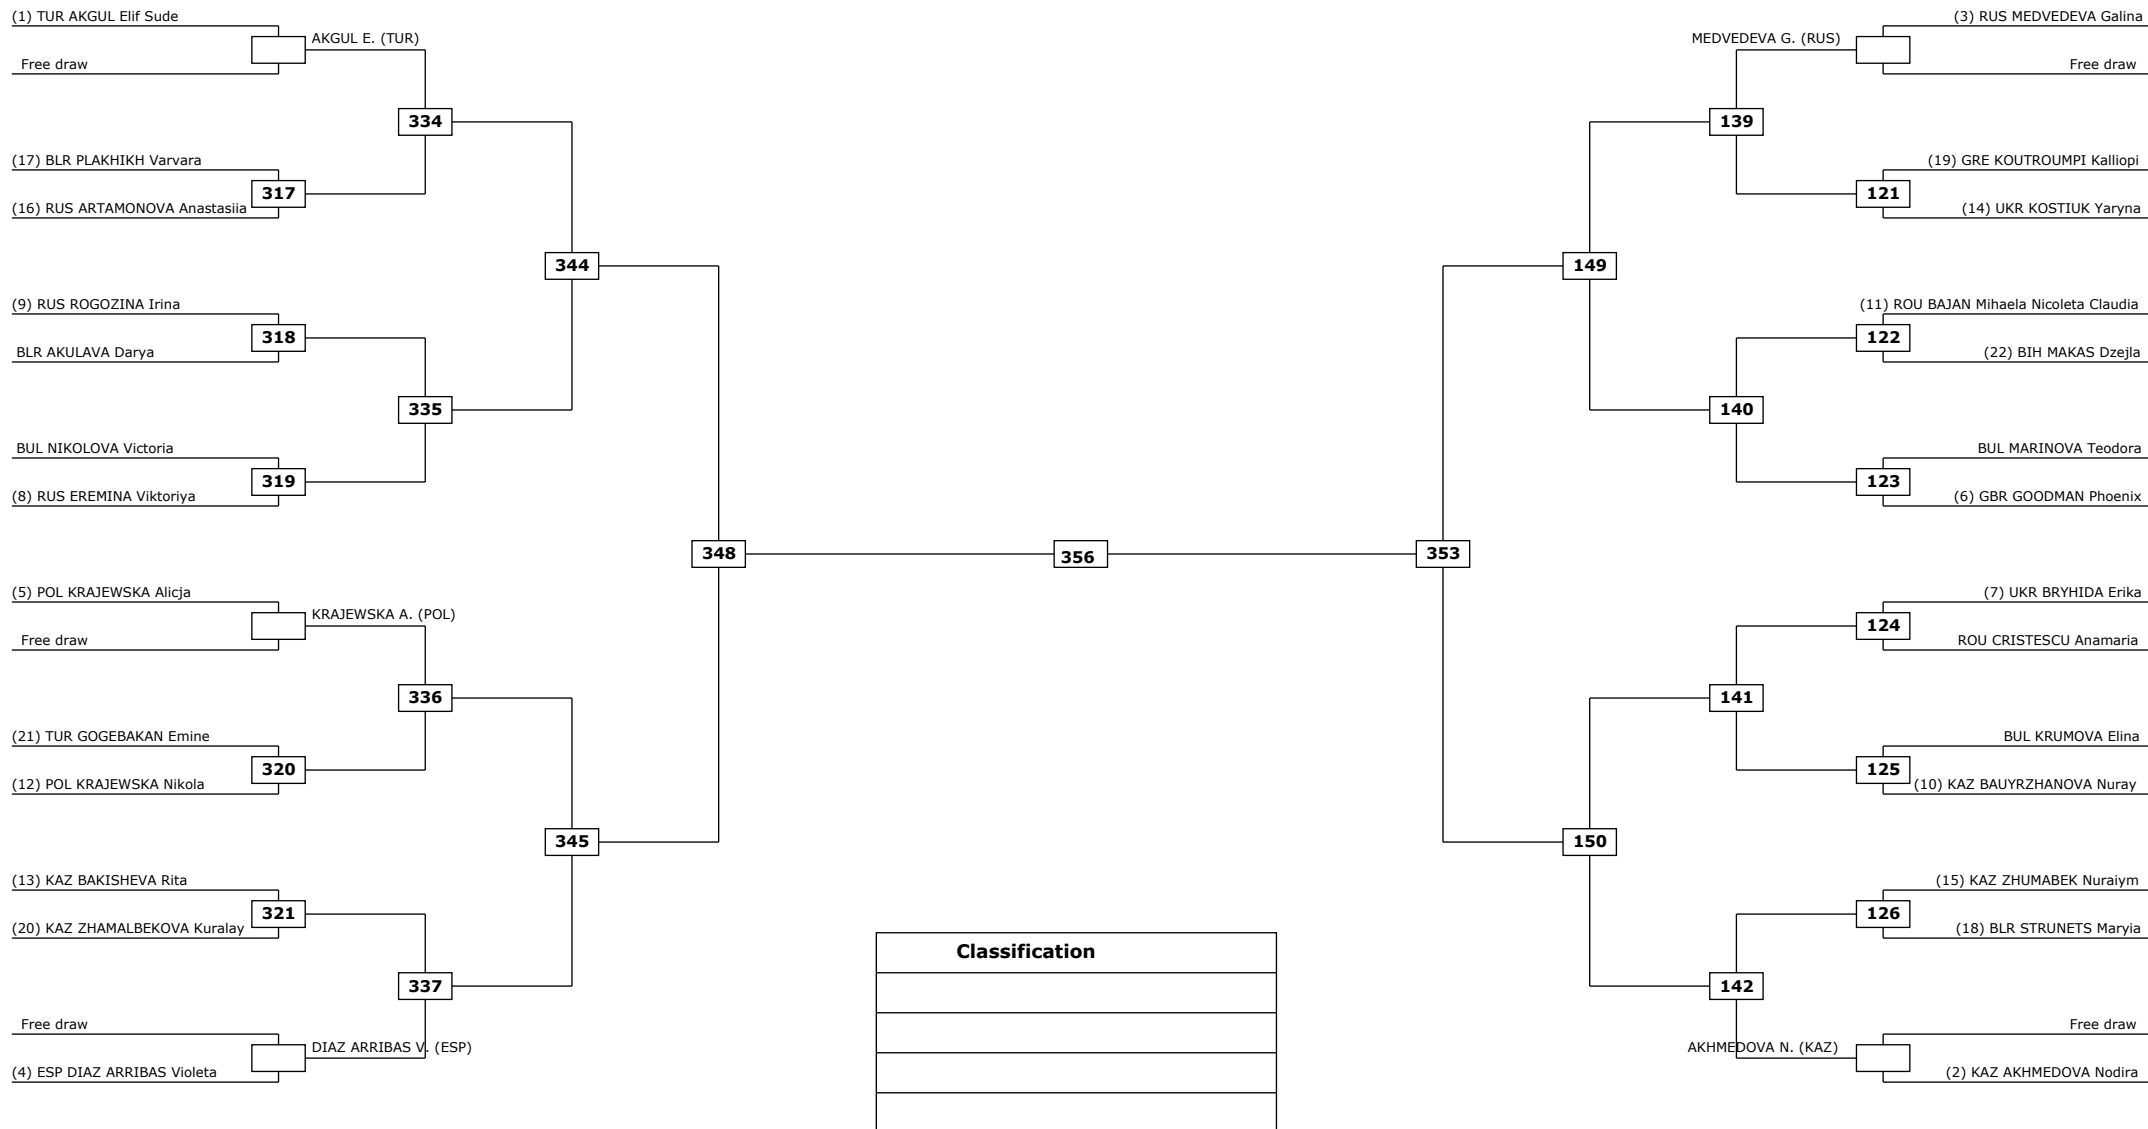 (1) TUR AKGUL Elif Sude
AKGUL E. (TUR)
Free draw
334
(17) BLR PLAKHIKH Varvara
317
(16) RUS ARTAMONOVA Anastasiia
344
(9) RUS ROGOZINA Irina
318
BLR AKULAVA Darya
335
BUL NIKOLOVA Victoria
319
(8) RUS EREMINA Viktoriya
348
(5) POL KRAJEWSKA Alicja
KRAJEWSKA A. (POL)
Free draw
336
(21) TUR GOGEBAKAN Emine
320
(12) POL KRAJEWSKA Nikola
345
(13) KAZ BAKISHEVA Rita
321
(20) KAZ ZHAMALBEKOVA Kuralay
337
Free draw
DIAZ ARRIBAS V. (ESP)
(4) ESP DIAZ ARRIBAS Violeta
356
Classification
(3) RUS MEDVEDEVA Galina
MEDVEDEVA G. (RUS)
Free draw
139
(19) GRE KOUTROUMPI Kalliopi
121
(14) UKR KOSTIUK Yaryna
149
(11) ROU BAJAN Mihaela Nicoleta Claudia
122
(22) BIH MAKAS Dzejla
140
BUL MARINOVA Teodora
123
(6) GBR GOODMAN Phoenix
353
(7) UKR BRYHIDA Erika
124
ROU CRISTESCU Anamaria
141
BUL KRUMOVA Elina
125
(10) KAZ BAUYRZHANOVA Nuray
150
(15) KAZ ZHUMABEK Nuraiym
126
(18) BLR STRUNETS Maryia
142
Free draw
AKHMEDOVA N. (KAZ)
(2) KAZ AKHMEDOVA Nodira